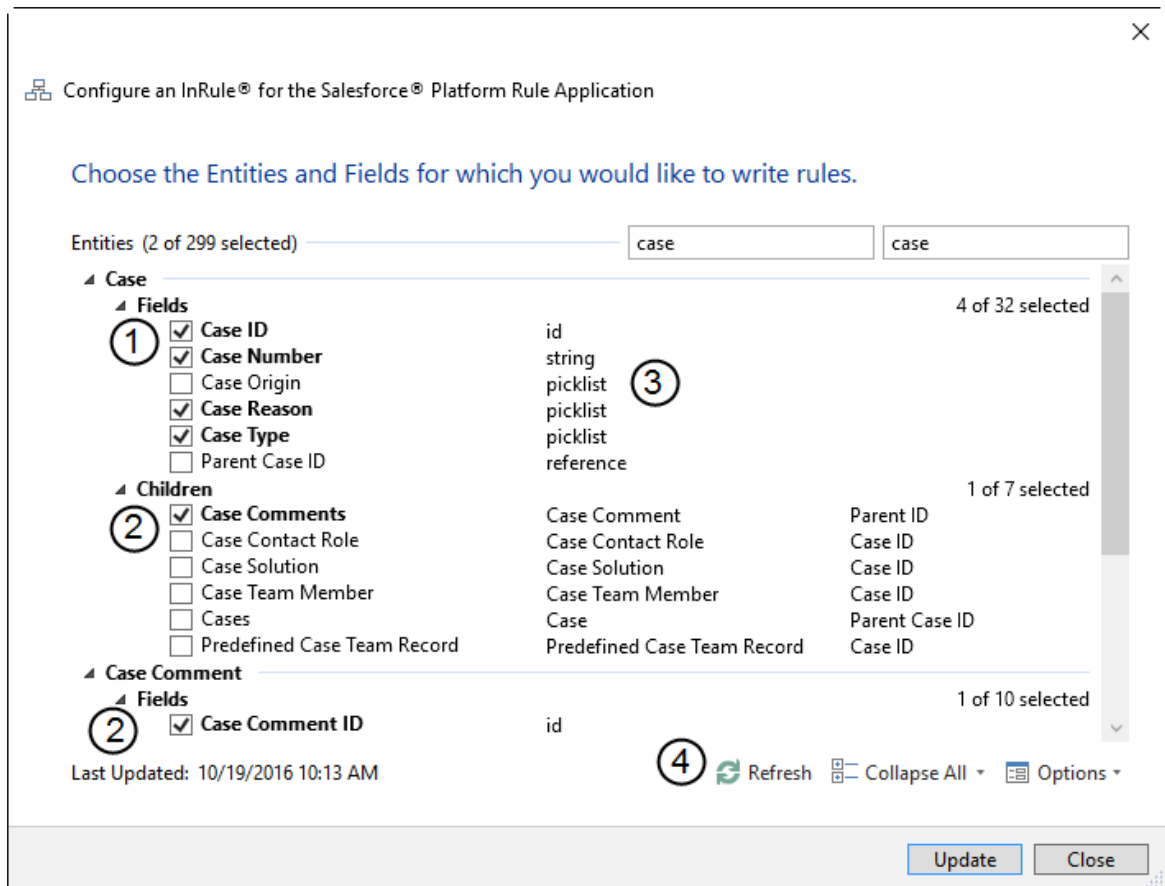 Configure an InRule® for the Salesforce® Platform Rule Application
Choose the Entities and Fields for which you would like to write rules.
Entities (2 of 299 selected) case case
Case
Fields 4 of 32 selected
1 Case ID id
Case Number string
Case Origin picklist 3
Case Reason picklist
Case Type picklist
Parent Case ID reference
Children 1 of 7 selected
2 Case Comments Case Comment Parent ID
Case Contact Role Case Contact Role Case ID
Case Solution Case Solution Case ID
Case Team Member Case Team Member Case ID
Cases Case Parent Case ID
Predefined Case Team Record Predefined Case Team Record Case ID
Case Comment
Fields 1 of 10 selected
2 Case Comment ID id
Last Updated: 10/19/2016 10:13 AM 4 Refresh Collapse All Options
Update Close